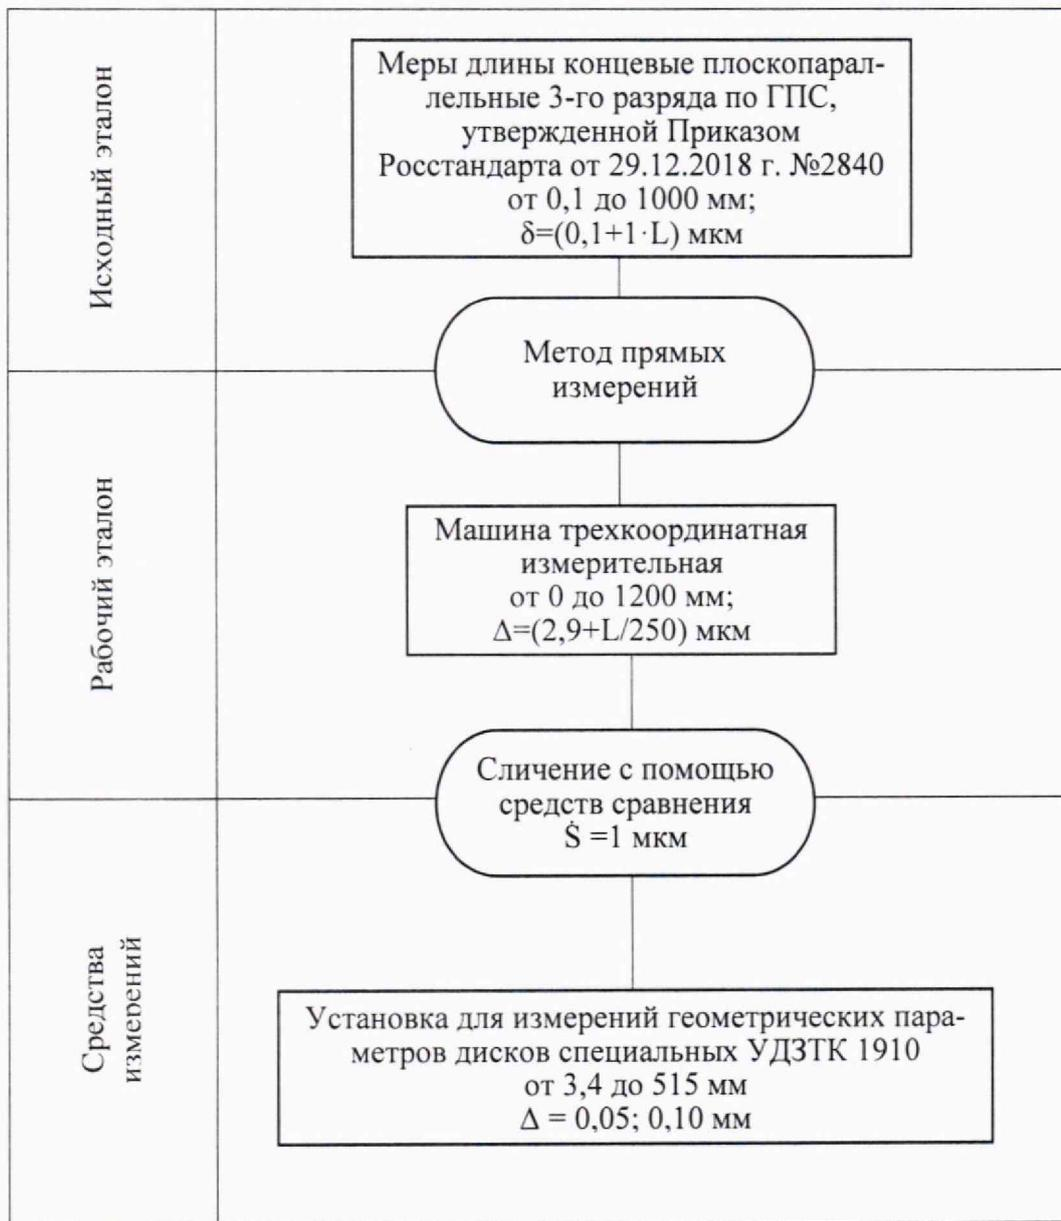 Исходный эталон
Меры длины концевые плоскопарал-
лельные 3-го разряда по ГПС,
утвержденной Приказом
Росстандарта от 29.12.2018 г. №2840
от 0,1 до 1000 мм;
δ=(0,1+1·L) мкм
Метод прямых
измерений
Рабочий эталон
Машина трехкоординатная
измерительная
от 0 до 1200 мм;
Δ=(2,9+L/250) мкм
Сличение с помощью
средств сравнения
Ṡ =1 мкм
Средства
измерений
Установка для измерений геометрических пара-
метров дисков специальных УДЗТК 1910
от 3,4 до 515 мм
Δ = 0,05; 0,10 мм